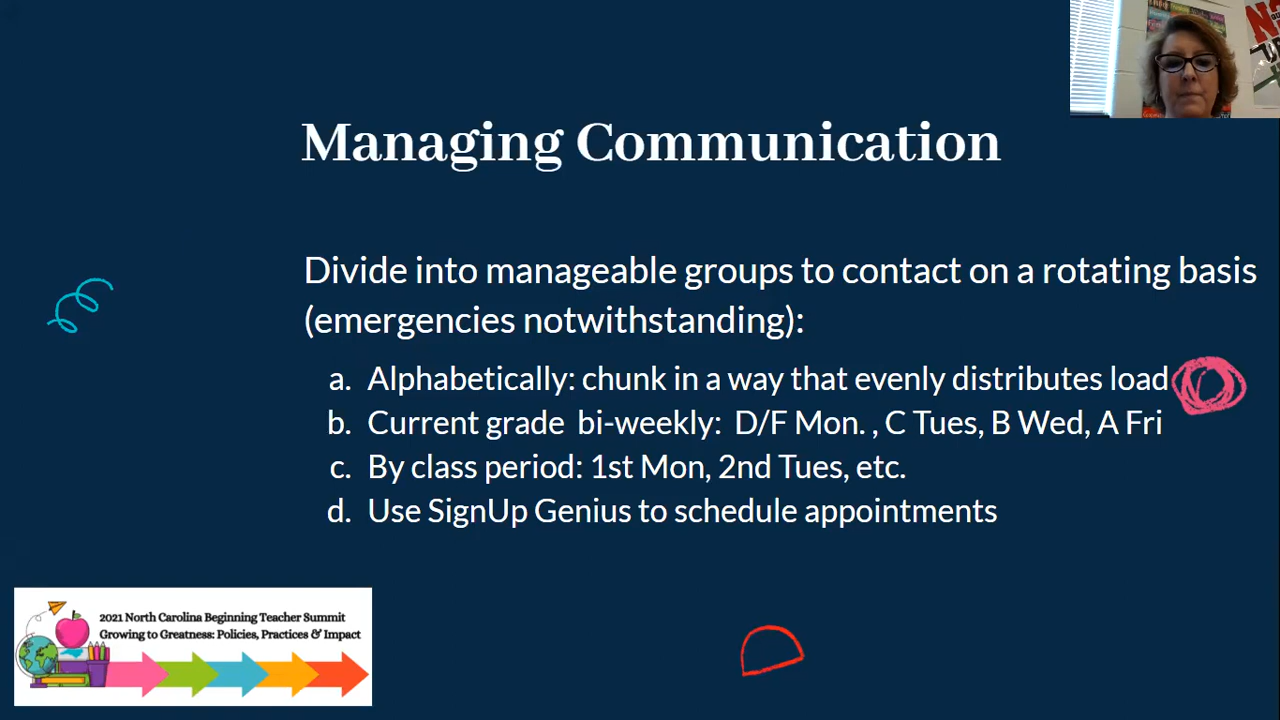 Managing Communication
Divide into manageable groups to contact on a rotating basis
(emergencies notwithstanding):
a. Alphabetically: chunk in a way that evenly distributes load
b. Current grade bi-weekly: D/F Mon. , C Tues, B Wed, A Fri
c. By class period: 1st Mon, 2nd Tues, etc.
d. Use SignUp Genius to schedule appointments
2021 North Carolina Beginning Teacher Summit
Growing to Greatness: Policies, Practices & Impact